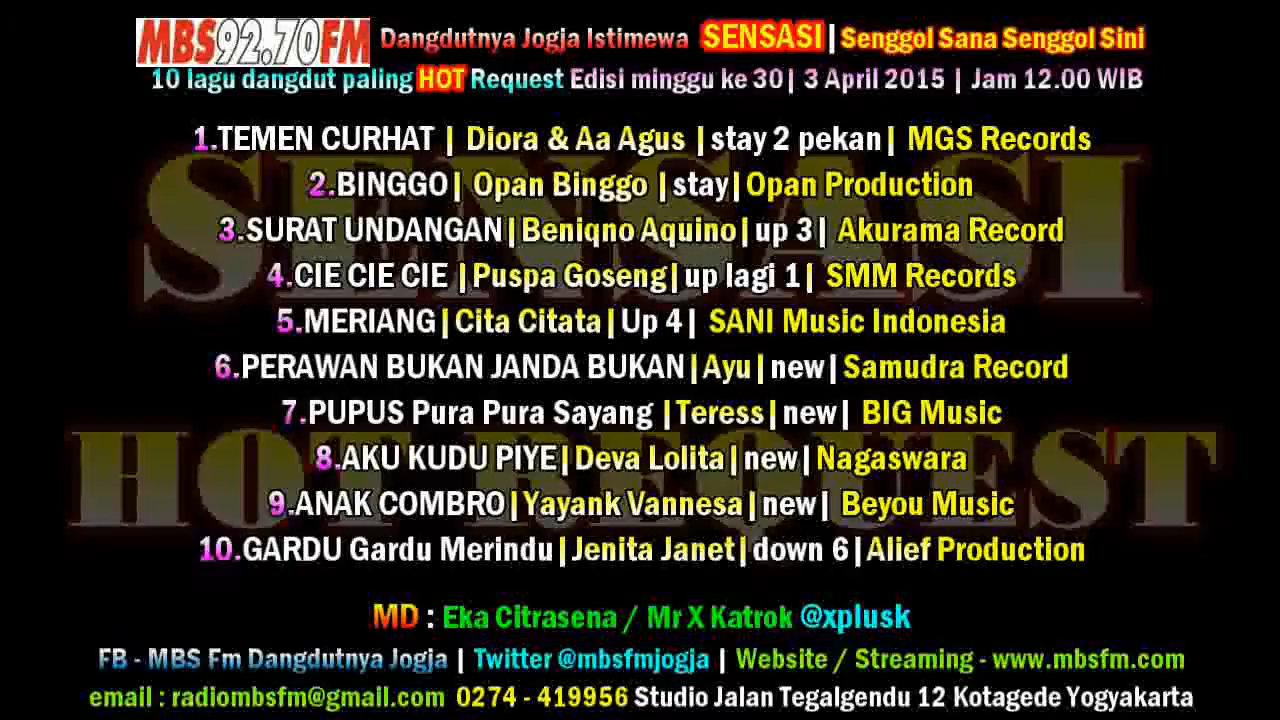 MBS92.70FM Dangdutnya Jogja Istimewa SENSASI|Senggol Sana Senggol Sini
10 lagu dangdut paling HOT Request Edisi minggu ke 30| 3 April 2015 | Jam 12.00 WIB
SENSASI
HOT REQUEST
1.TEMEN CURHAT | Diora & Aa Agus |stay 2 pekan| MGS Records
2.BINGGO| Opan Binggo |stay|Opan Production
3.SURAT UNDANGAN|Beniqno Aquino|up 3| Akurama Record
4.CIE CIE CIE |Puspa Goseng|up lagi 1| SMM Records
5.MERIANG|Cita Citata|Up 4| SANI Music Indonesia
6.PERAWAN BUKAN JANDA BUKAN|Ayu|new|Samudra Record
7.PUPUS Pura Pura Sayang |Teress|new| BIG Music
8.AKU KUDU PIYE|Deva Lolita|new|Nagaswara
9.ANAK COMBRO|Yayank Vannesa|new| Beyou Music
10.GARDU Gardu Merindu|Jenita Janet|down 6|Alief Production
MD : Eka Citrasena / Mr X Katrok @xplusk
FB - MBS Fm Dangdutnya Jogja | Twitter @mbsfmjogja | Website / Streaming - www.mbsfm.com
email : radiombsfm@gmail.com 0274 - 419956 Studio Jalan Tegalgendu 12 Kotagede Yogyakarta